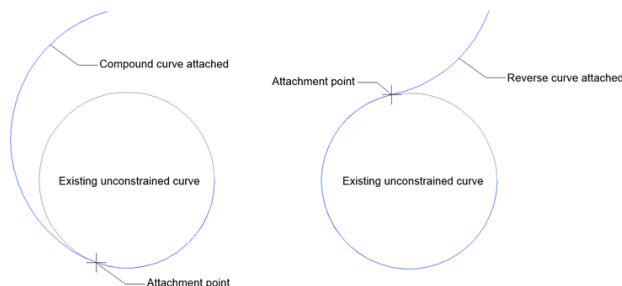 Compound curve attached
Existing unconstrained curve
Attachment point
Attachment point
Reverse curve attached
Existing unconstrained curve